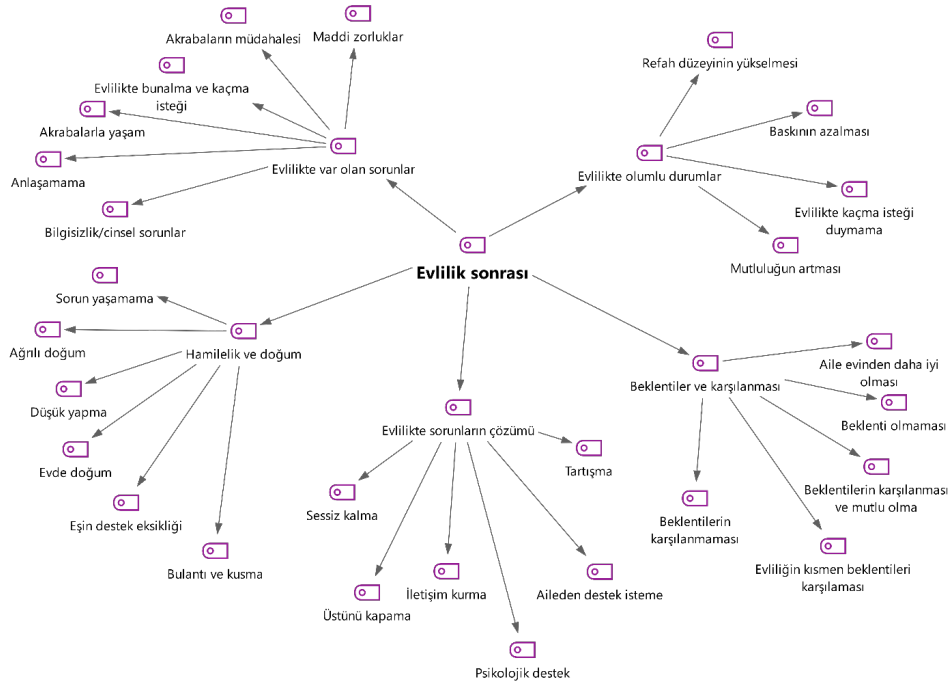 Akrabaların müdahalesi
Maddi zorluklar
Evlilikte bunalma ve kaçma
isteği
Akrabalarla yaşam
Anlaşamama
Evlilikte var olan sorunlar
Bilgisizlik/cinsel sorunlar
Refah düzeyinin yükselmesi
Baskının azalması
Evlilikte olumlu durumlar
Evlilikte kaçma isteği
duymama
Mutluluğun artması
Evlilik sonrası
Sorun yaşamama
Ağrılı doğum
Hamilelik ve doğum
Düşük yapma
Evde doğum
Eşin destek eksikliği
Bulantı ve kusma
Evlilikte sorunların çözümü
Tartışma
Sessiz kalma
Üstünü kapama
İletişim kurma
Aileden destek isteme
Psikolojik destek
Beklentiler ve karşılanması
Aile evinden daha iyi
olması
Beklenti olmaması
Beklentilerin karşılanması
ve mutlu olma
Beklentilerin
karşılanmaması
Evliliğin kısmen beklentileri
karşılaması